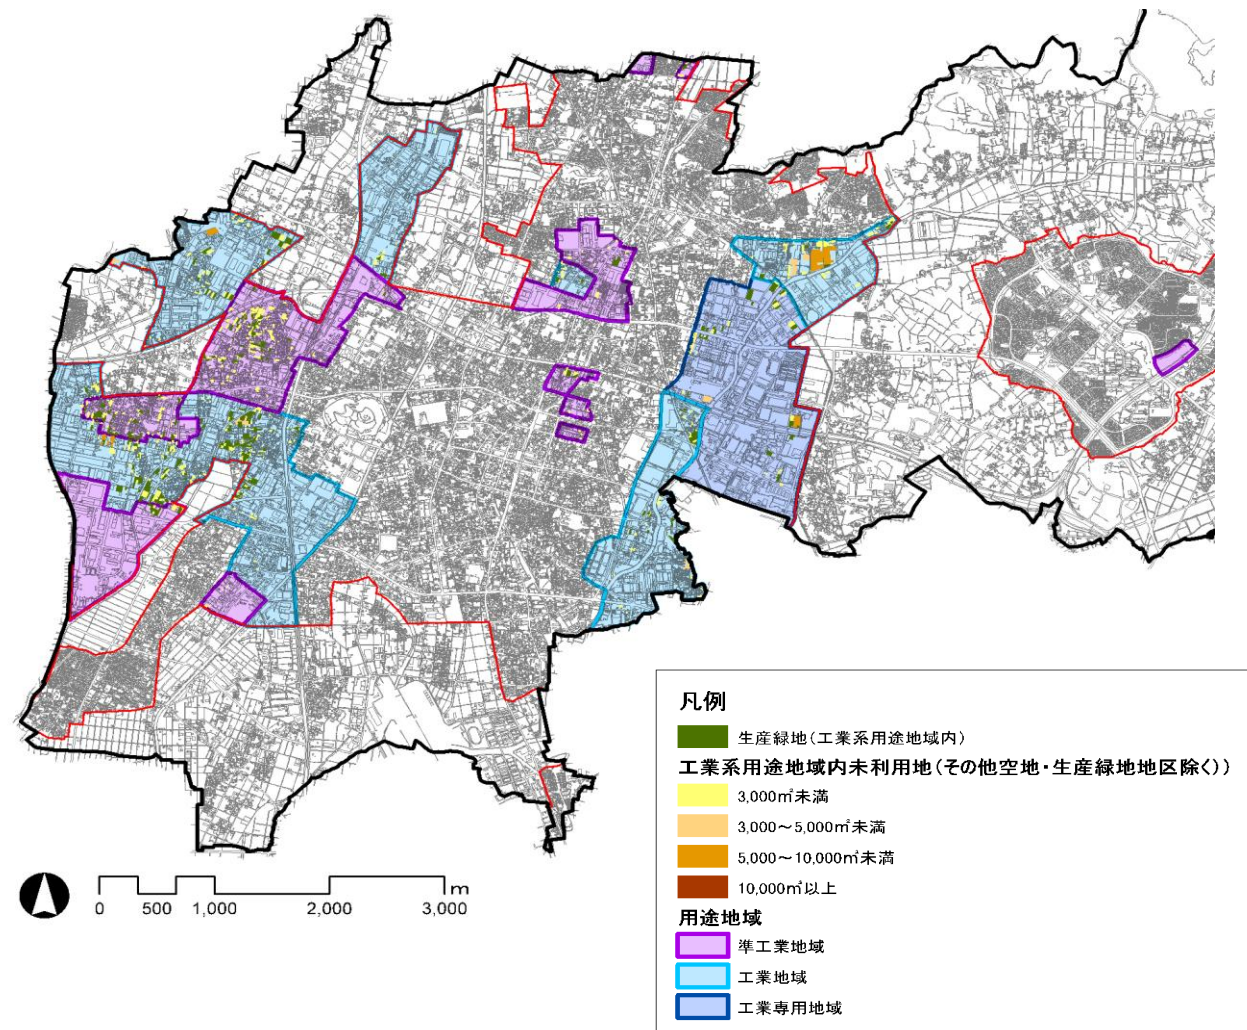 凡例
生産緑地(工業系用途地域内)
工業系用途地域内未利用地(その他空地・生産緑地地区除く))
3,000㎡未満
3,000~5,000㎡未満
5,000~10,000㎡未満
10,000㎡以上
用途地域
準工業地域
工業地域
工業専用地域
m
0 500 1,000 2,000 3,000